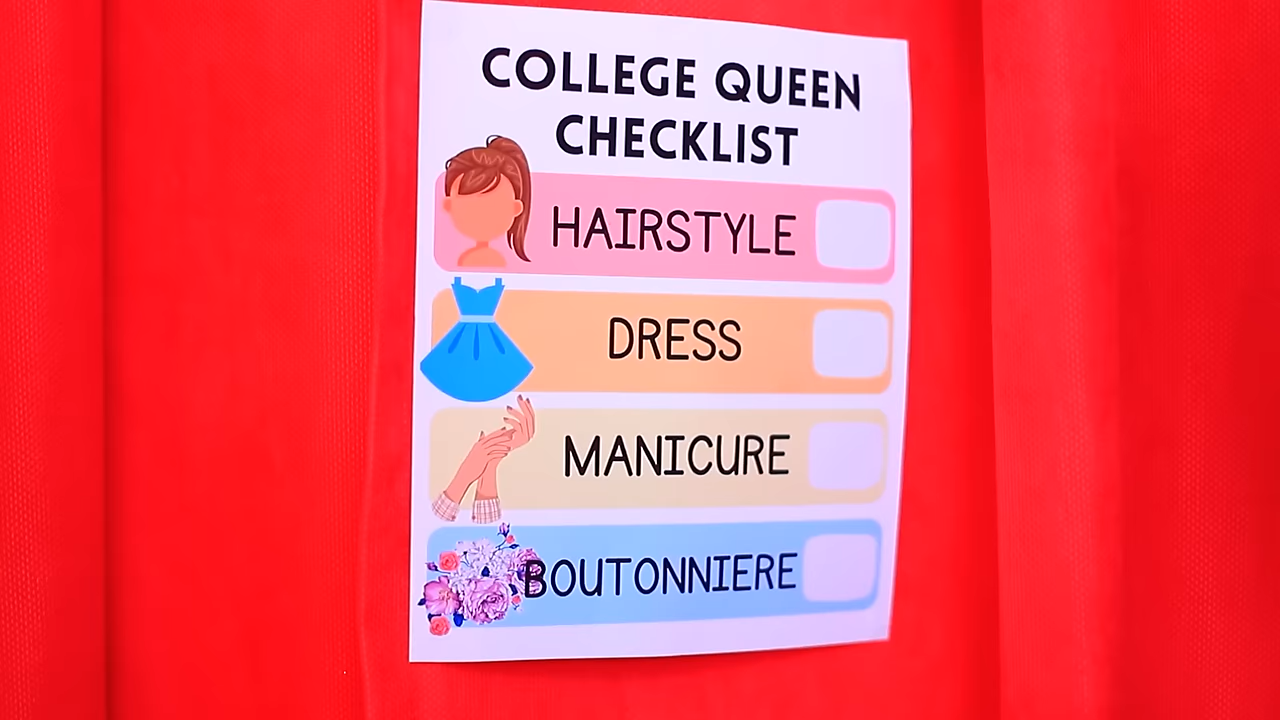 COLLEGE QUEEN
CHECKLIST
HAIRSTYLE
DRESS
MANICURE
BOUTONNIERE